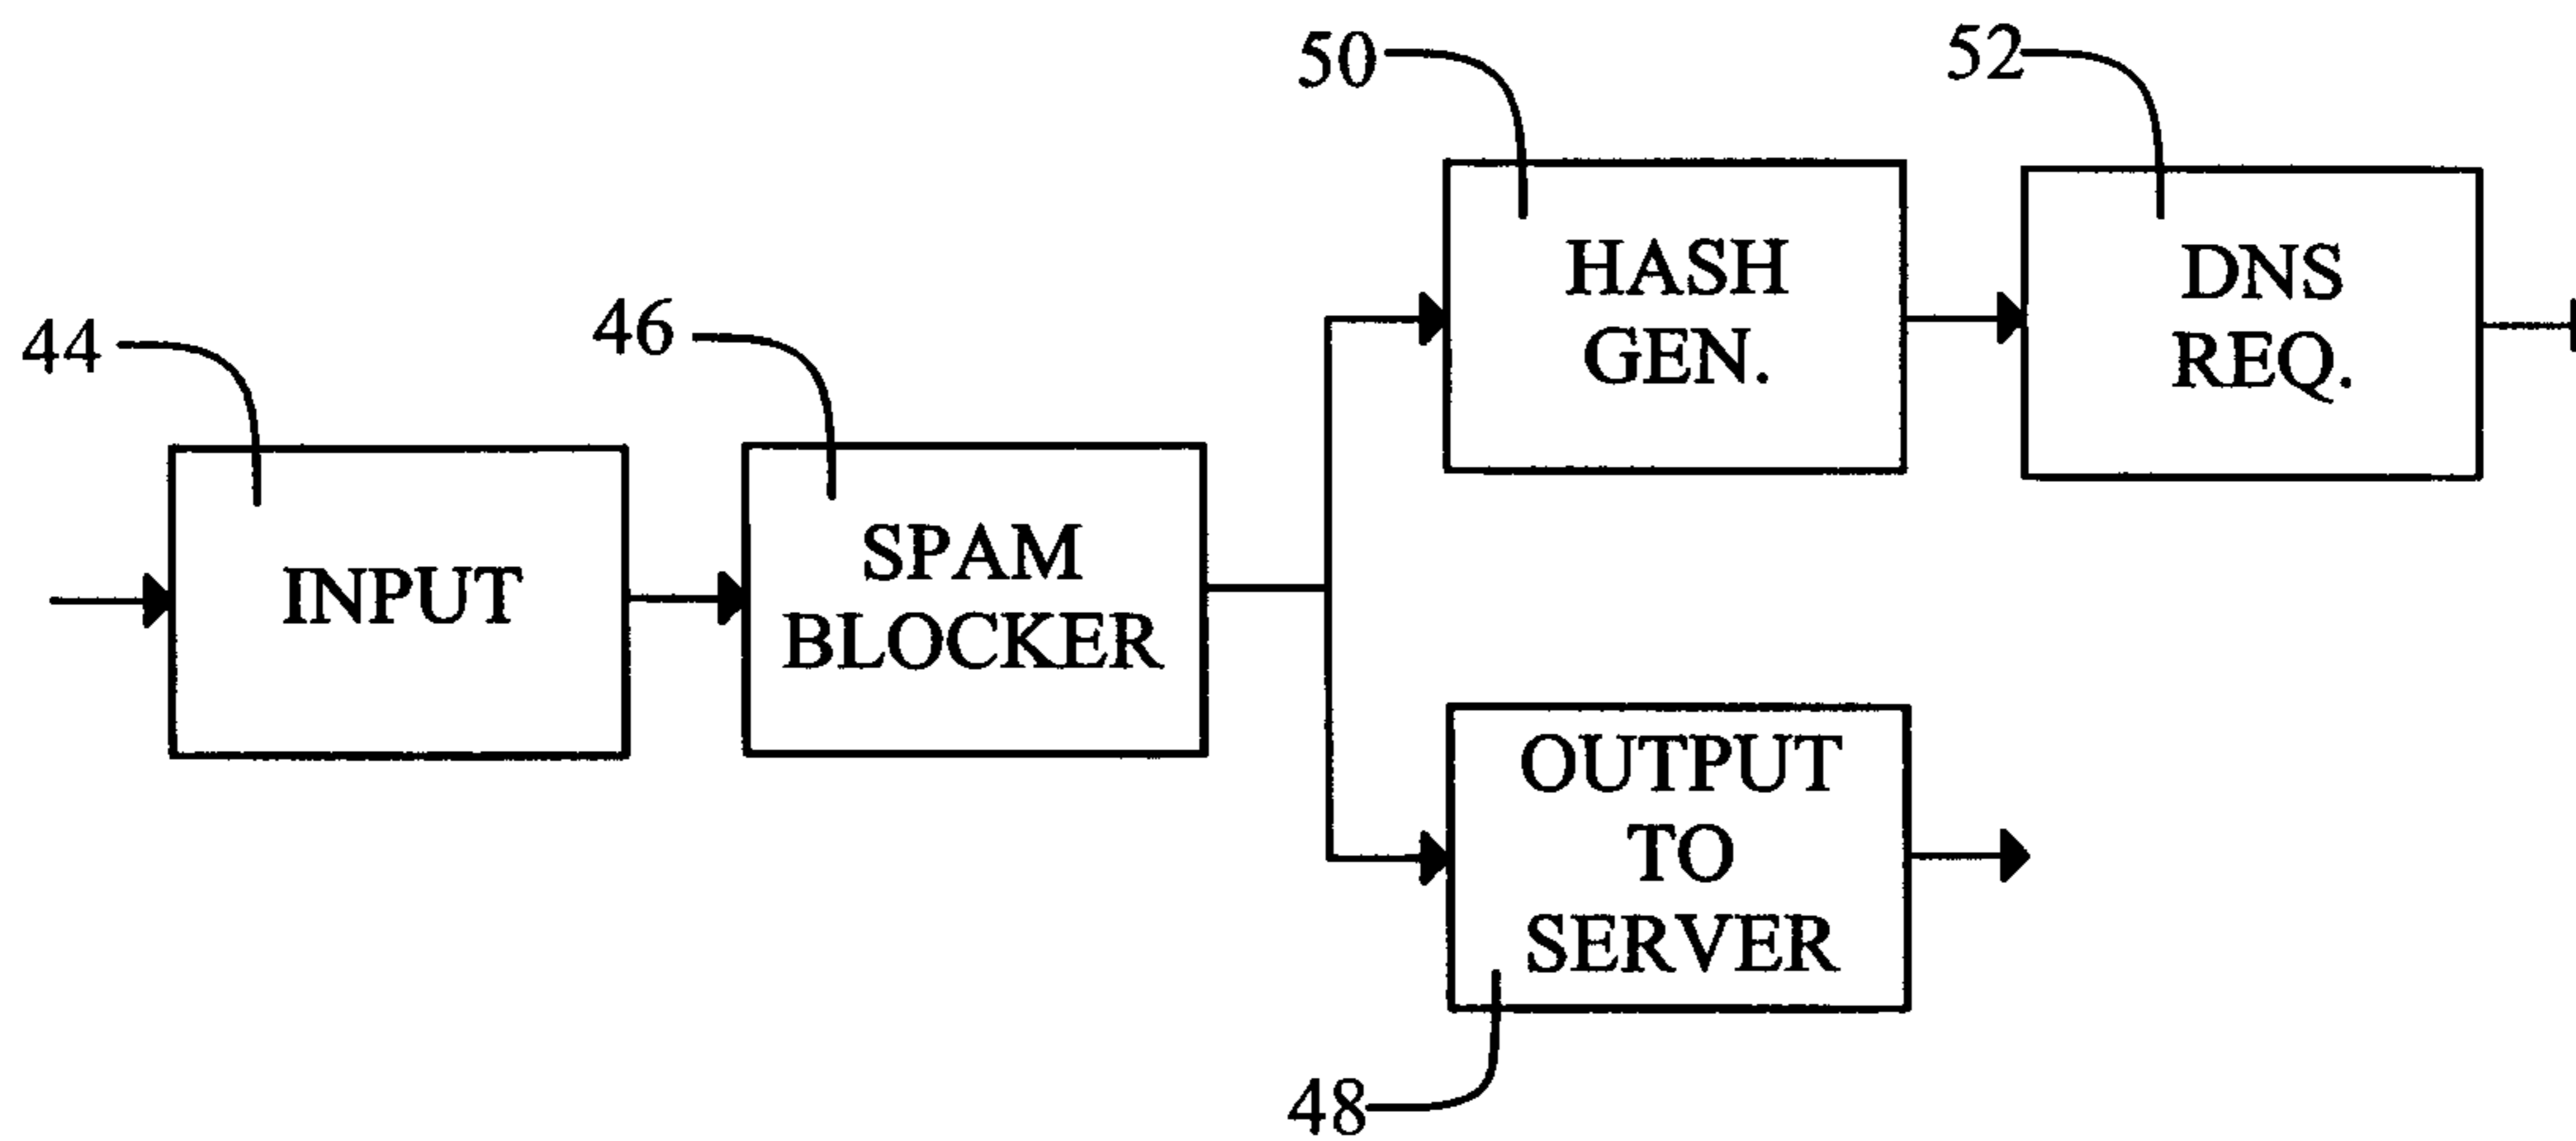 50
52
HASH
GEN.
DNS
REQ.
44
46
INPUT
SPAM
BLOCKER
OUTPUT
TO
SERVER
48